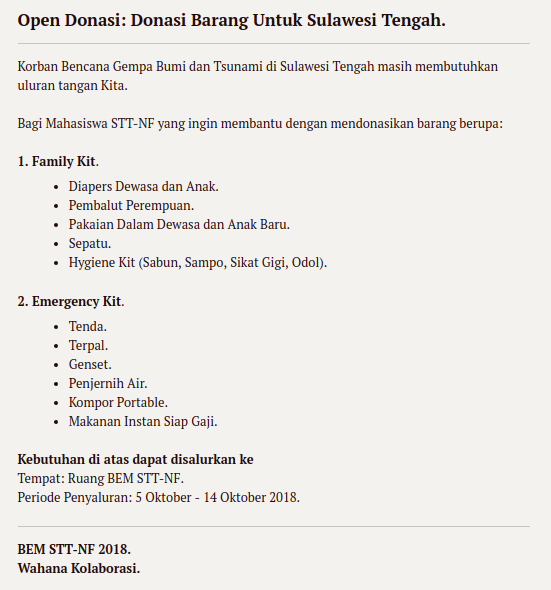 Open Donasi: Donasi Barang Untuk Sulawesi Tengah.
Korban Bencana Gempa Bumi dan Tsunami di Sulawesi Tengah masih membutuhkan
uluran tangan Kita.
Bagi Mahasiswa STT-NF yang ingin membantu dengan mendonasikan barang berupa:
1. Family Kit.
• Diapers Dewasa dan Anak.
• Pembalut Perempuan.
• Pakaian Dalam Dewasa dan Anak Baru.
• Sepatu.
• Hygiene Kit (Sabun, Sampo, Sikat Gigi, Odol).
2. Emergency Kit.
• Tenda.
• Terpal.
• Genset.
• Penjernih Air.
• Kompor Portable.
• Makanan Instan Siap Gaji.
Kebutuhan di atas dapat disalurkan ke
Tempat: Ruang BEM STT-NF.
Periode Penyaluran: 5 Oktober - 14 Oktober 2018.
BEM STT-NF 2018.
Wahana Kolaborasi.